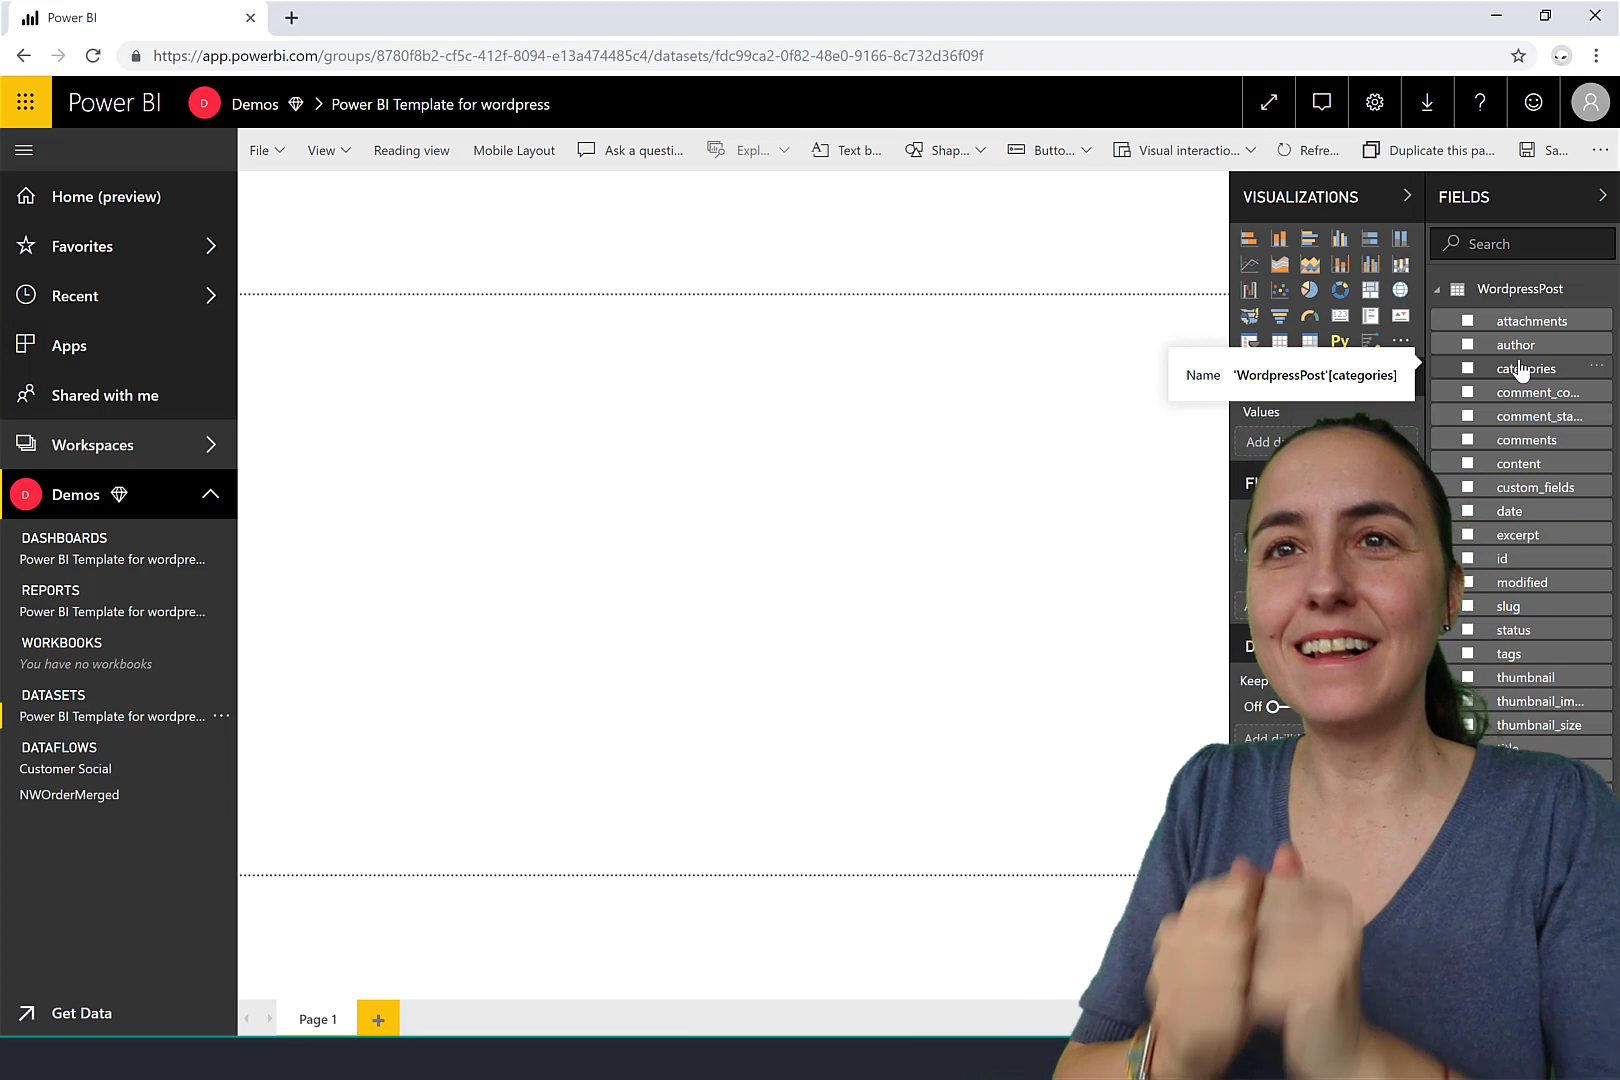 Power BI
https://app.powerbi.com/groups/8780f8b2-cf5c-412f-8094-e13a474485c4/datasets/fdc99ca2-0f82-48e0-9166-8c732d36f09f
Power BI D Demos > Power BI Template for wordpress
File View Reading view Mobile Layout Ask a questi... Expl... Text b... Shap... Butto... Visual interactio... Refre... Duplicate this pa... Sa...
Home (preview)
Favorites
Recent
Apps
Shared with me
Workspaces
D Demos
DASHBOARDS
Power BI Template for wordpre...
REPORTS
Power BI Template for wordpre...
WORKBOOKS
You have no workbooks
DATASETS
Power BI Template for wordpre...
DATAFLOWS
Customer Social
NWOrderMerged
Get Data
Page 1
VISUALIZATIONS
Py
Name 'WordpressPost'[categories]
Values
Add
Keep
Off
Add
FIELDS
Search
WordpressPost
attachments
author
categories
comment_co...
comment_sta...
comments
content
custom_fields
date
excerpt
id
modified
slug
status
tags
thumbnail
thumbnail_im...
thumbnail_size